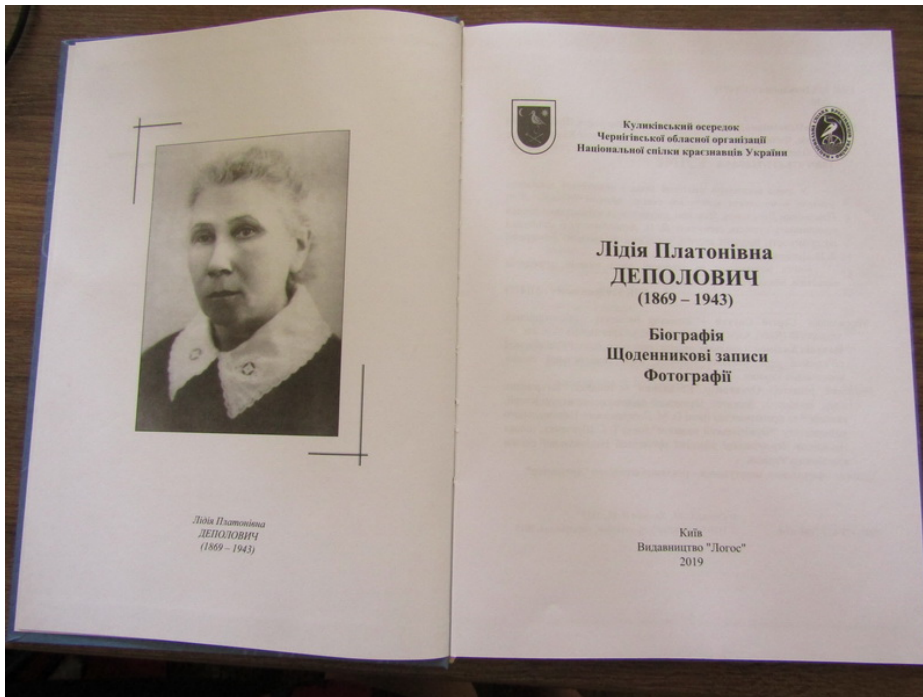 Лідія Платонівна
ДЕПОЛОВИЧ
(1869 – 1943)
Куликівський осередок
Чернігівської обласної організації
Національної спілки краєзнавців України
Лідія Платонівна
ДЕПОЛОВИЧ
(1869 – 1943)
Біографія
Щоденникові записи
Фотографії
Київ
Видавництво "Логос"
2019